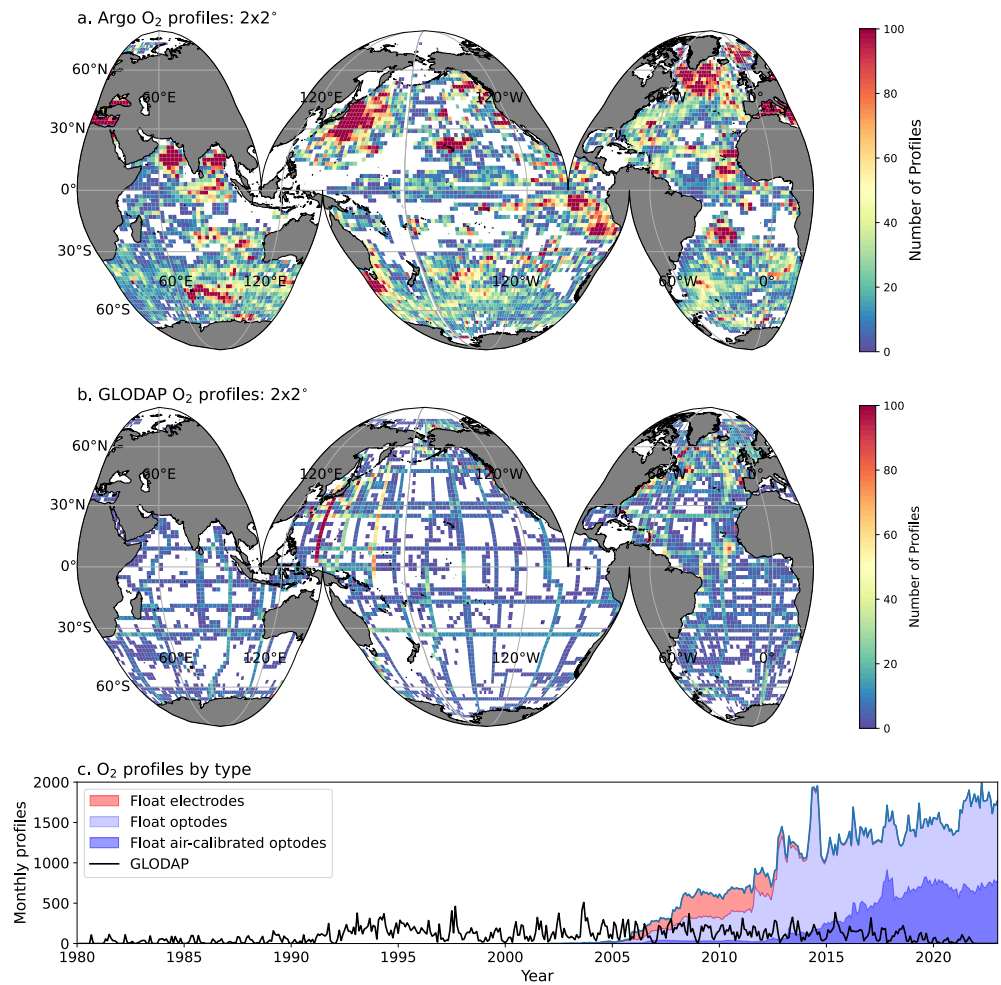 a. Argo O₂ profiles: 2x2°
60°N
30°N
0°
30°S
60°S
60°E
120°E
120°W
60°E
120°E
120°W
60°W
0°
100
80
60
40
20
0
Number of Profiles
b. GLODAP O₂ profiles: 2x2°
60°N
30°N
0°
30°S
60°S
60°E
120°E
120°W
0°
60°E
120°E
120°W
60°W
0°
100
80
60
40
20
0
Number of Profiles
c. O₂ profiles by type
Monthly profiles
2000
1500
1000
500
0
Float electrodes
Float optodes
Float air-calibrated optodes
GLODAP
1980 1985 1990 1995 2000 2005 2010 2015 2020
Year